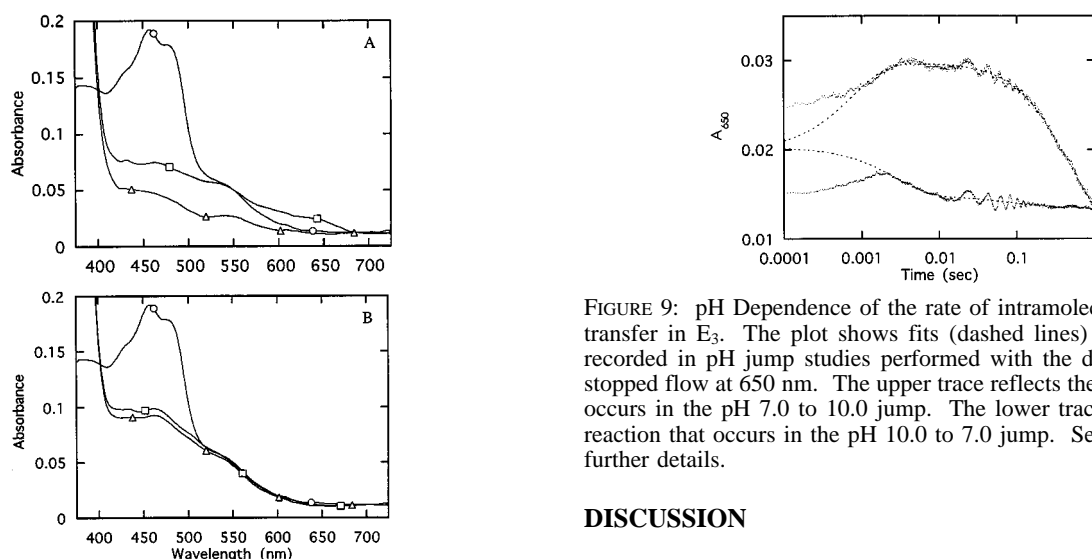 0.2
A
0.15
0.1
0.05
0
Absorbance
400 450 500 550 600 650 700
0.2
B
0.15
0.1
0.05
0
Absorbance
400 450 500 550 600 650 700
Wavelength (nm)
0.03
0.02
0.01
A650
0.0001 0.001 0.01 0.1
Time (sec)
FIGURE 9: pH Dependence of the rate of intramolec
transfer in E3. The plot shows fits (dashed lines)
recorded in pH jump studies performed with the d
stopped flow at 650 nm. The upper trace reflects the
occurs in the pH 7.0 to 10.0 jump. The lower trac
reaction that occurs in the pH 10.0 to 7.0 jump. Se
further details.
DISCUSSION